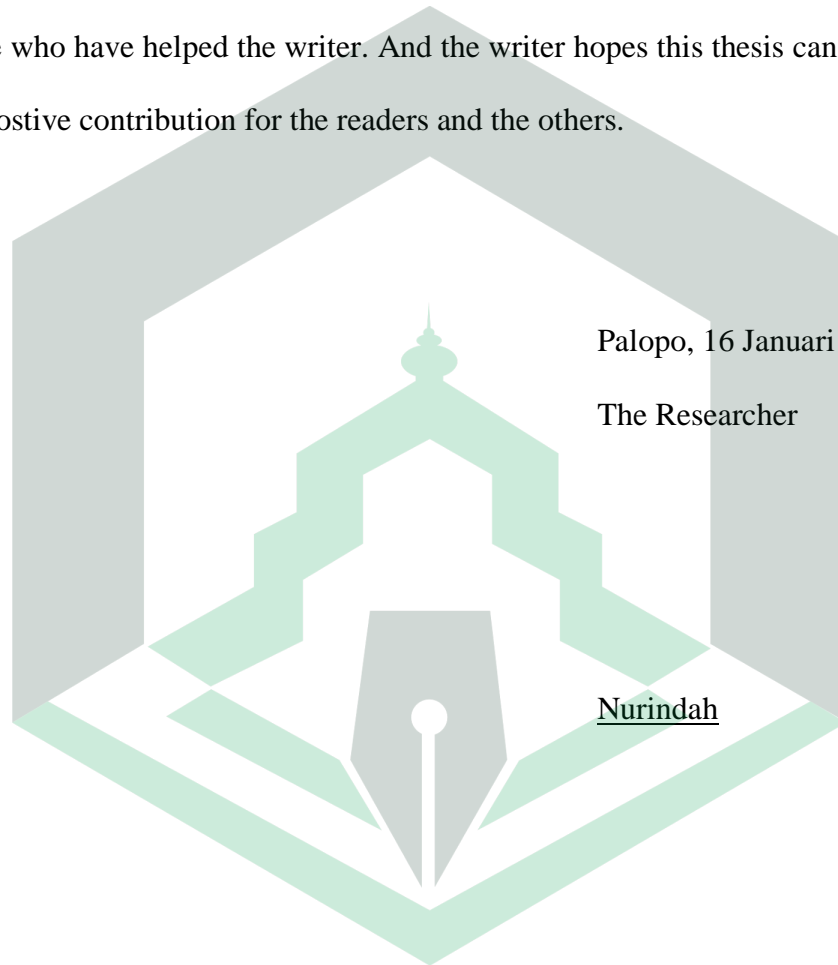 who have helped the writer. And the writer hopes this thesis can
contribution for the readers and the others.
Palopo, 16 Januari
The Researcher
Nurindah